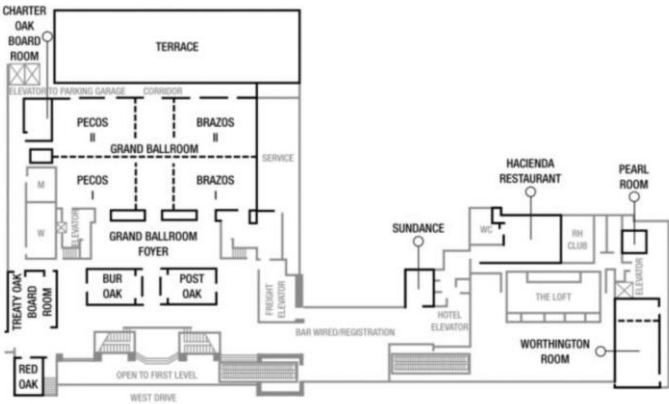 CHARTER
OAK
BOARD
ROOM
TERRACE
ELEVATOR TO PARKING GARAGE
CORRIDOR
PECOS
II
BRAZOS
II
GRAND BALLROOM
SERVICE
M
PECOS
I
BRAZOS
I
W
ELEVATOR
GRAND BALLROOM
FOYER
HACIENDA
RESTAURANT
PEARL
ROOM
SUNDANCE
WC
RH
CLUB
TREATY OAK
BOARD
ROOM
BUR
OAK
POST
OAK
FREIGHT
ELEVATOR
HOTEL
ELEVATOR
THE LOFT
ELEVATOR
BAR WIRED/REGISTRATION
WORTHINGTON
ROOM
RED
OAK
OPEN TO FIRST LEVEL
WEST DRIVE